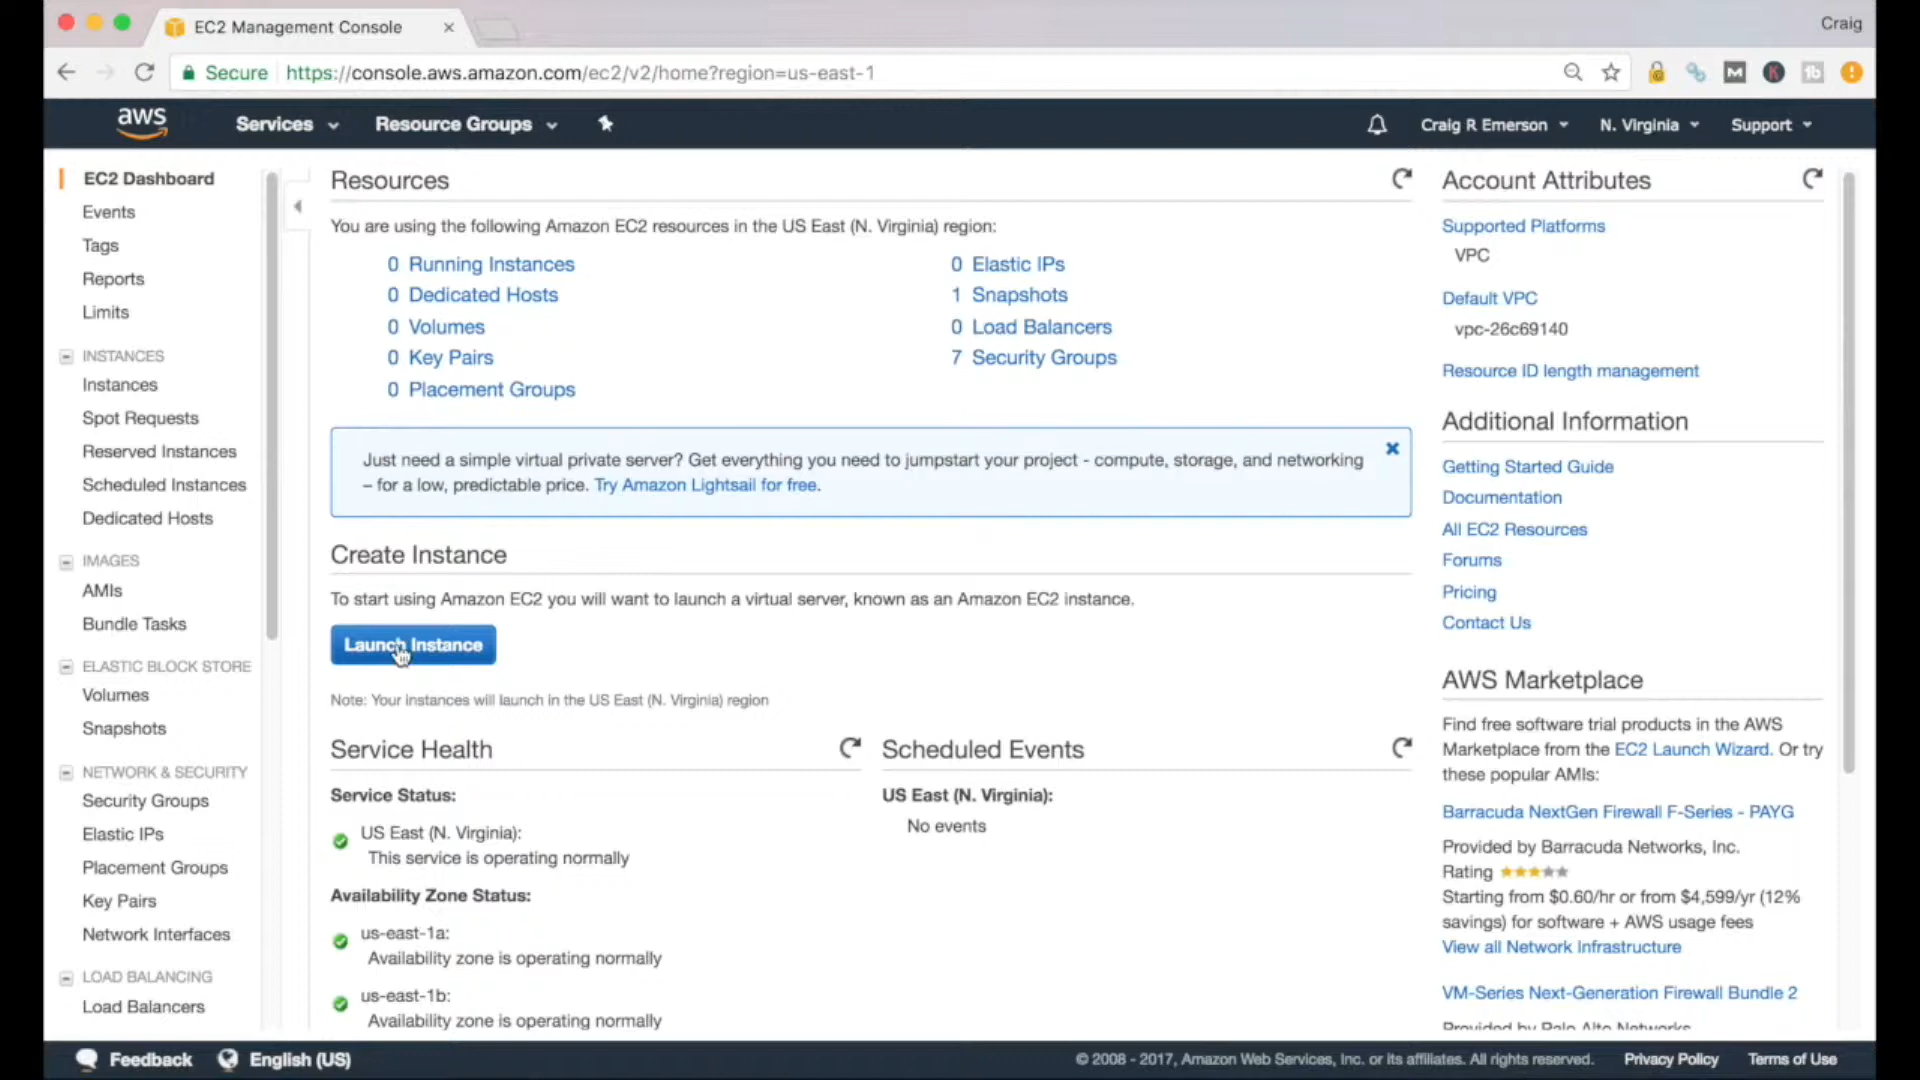 EC2 Management Console
Craig
Secure
https://console.aws.amazon.com/ec2/v2/home?region=us-east-1
aws
Services
Resource Groups
Craig R Emerson
N. Virginia
Support
EC2 Dashboard
Events
Tags
Reports
Limits
INSTANCES
Instances
Spot Requests
Reserved Instances
Scheduled Instances
Dedicated Hosts
IMAGES
AMIs
Bundle Tasks
ELASTIC BLOCK STORE
Volumes
Snapshots
NETWORK & SECURITY
Security Groups
Elastic IPs
Placement Groups
Key Pairs
Network Interfaces
LOAD BALANCING
Load Balancers
Resources
You are using the following Amazon EC2 resources in the US East (N. Virginia) region:
0 Running Instances
0 Dedicated Hosts
0 Volumes
0 Key Pairs
0 Placement Groups
0 Elastic IPs
1 Snapshots
0 Load Balancers
7 Security Groups
Just need a simple virtual private server? Get everything you need to jumpstart your project - compute, storage, and networking
– for a low, predictable price. Try Amazon Lightsail for free.
Create Instance
To start using Amazon EC2 you will want to launch a virtual server, known as an Amazon EC2 instance.
Launch Instance
Note: Your instances will launch in the US East (N. Virginia) region
Service Health
Service Status:
US East (N. Virginia):
This service is operating normally
Availability Zone Status:
us-east-1a:
Availability zone is operating normally
us-east-1b:
Availability zone is operating normally
Scheduled Events
US East (N. Virginia):
No events
Account Attributes
Supported Platforms
VPC
Default VPC
vpc-26c69140
Resource ID length management
Additional Information
Getting Started Guide
Documentation
All EC2 Resources
Forums
Pricing
Contact Us
AWS Marketplace
Find free software trial products in the AWS
Marketplace from the EC2 Launch Wizard. Or try
these popular AMIs:
Barracuda NextGen Firewall F-Series - PAYG
Provided by Barracuda Networks, Inc.
Rating
Starting from $0.60/hr or from $4,599/yr (12%
savings) for software + AWS usage fees
View all Network Infrastructure
VM-Series Next-Generation Firewall Bundle 2
Provided by Palo Alto Networks
Feedback
English (US)
© 2008 - 2017, Amazon Web Services, Inc. or its affiliates. All rights reserved.
Privacy Policy
Terms of Use